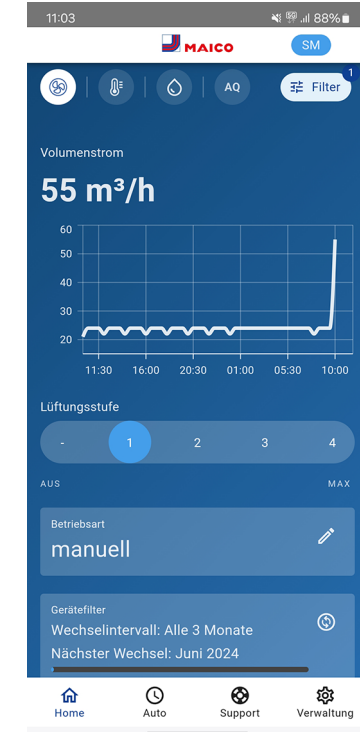 11:03
5G
88%
MAICO
SM
AQ
Filter
1
Volumenstrom
55 m³/h
60
50
40
30
20
11:30 16:00 20:30 01:00 05:30 10:00
Lüftungsstufe
- 1 2 3 4
AUS MAX
Betriebsart
manuell
Gerätefilter
Wechselintervall: Alle 3 Monate
Nächster Wechsel: Juni 2024
Home Auto Support Verwaltung